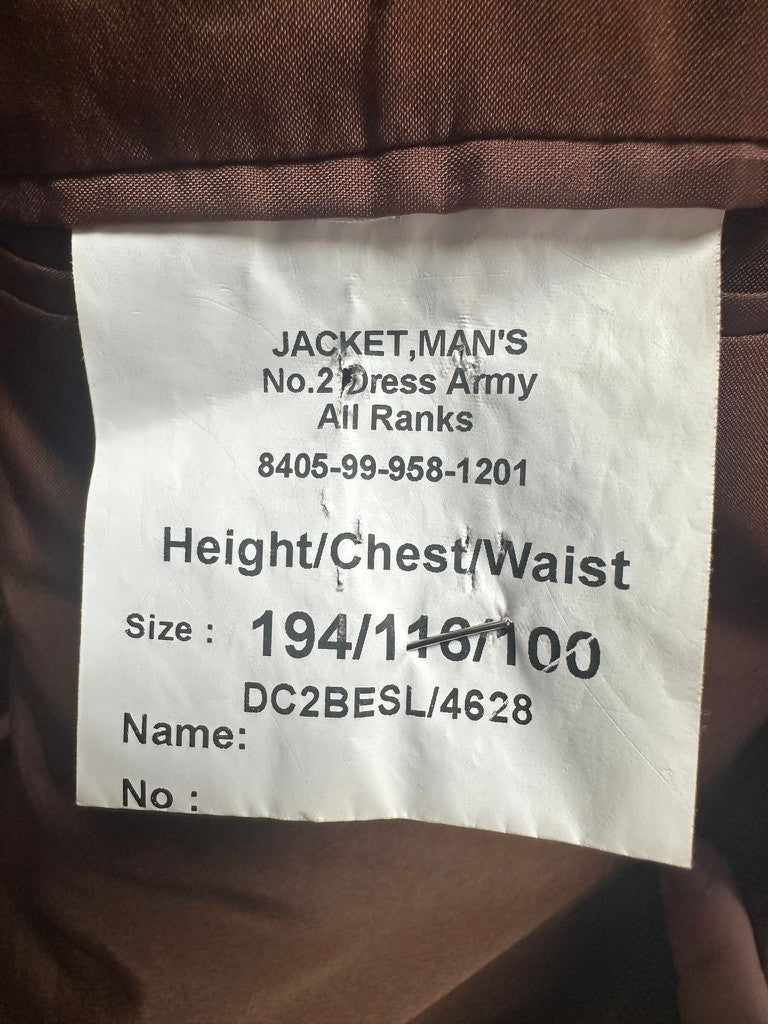 JACKET,MAN'S
No.2 Dress Army
All Ranks
8405-99-958-1201
Height/Chest/Waist
Size : 194/116/100
DC2BESL/4628
Name:
No :